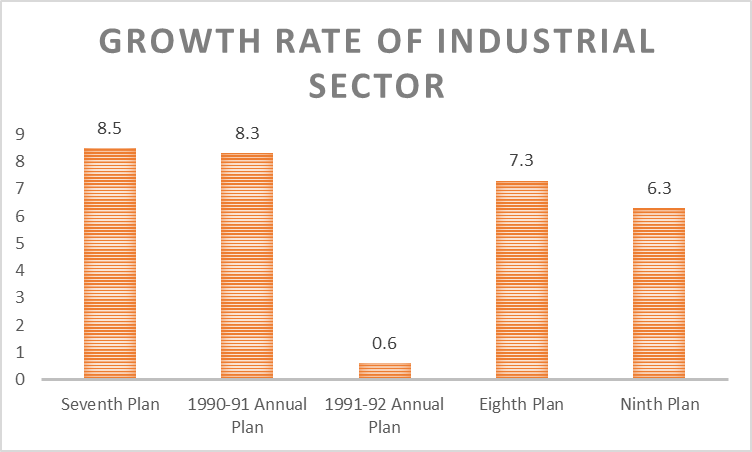 GROWTH RATE OF INDUSTRIAL
SECTOR
9
8
7
6
5
4
3
2
1
0
8.5
8.3
0.6
7.3
6.3
Seventh Plan
1990-91 Annual
Plan
1991-92 Annual
Plan
Eighth Plan
Ninth Plan